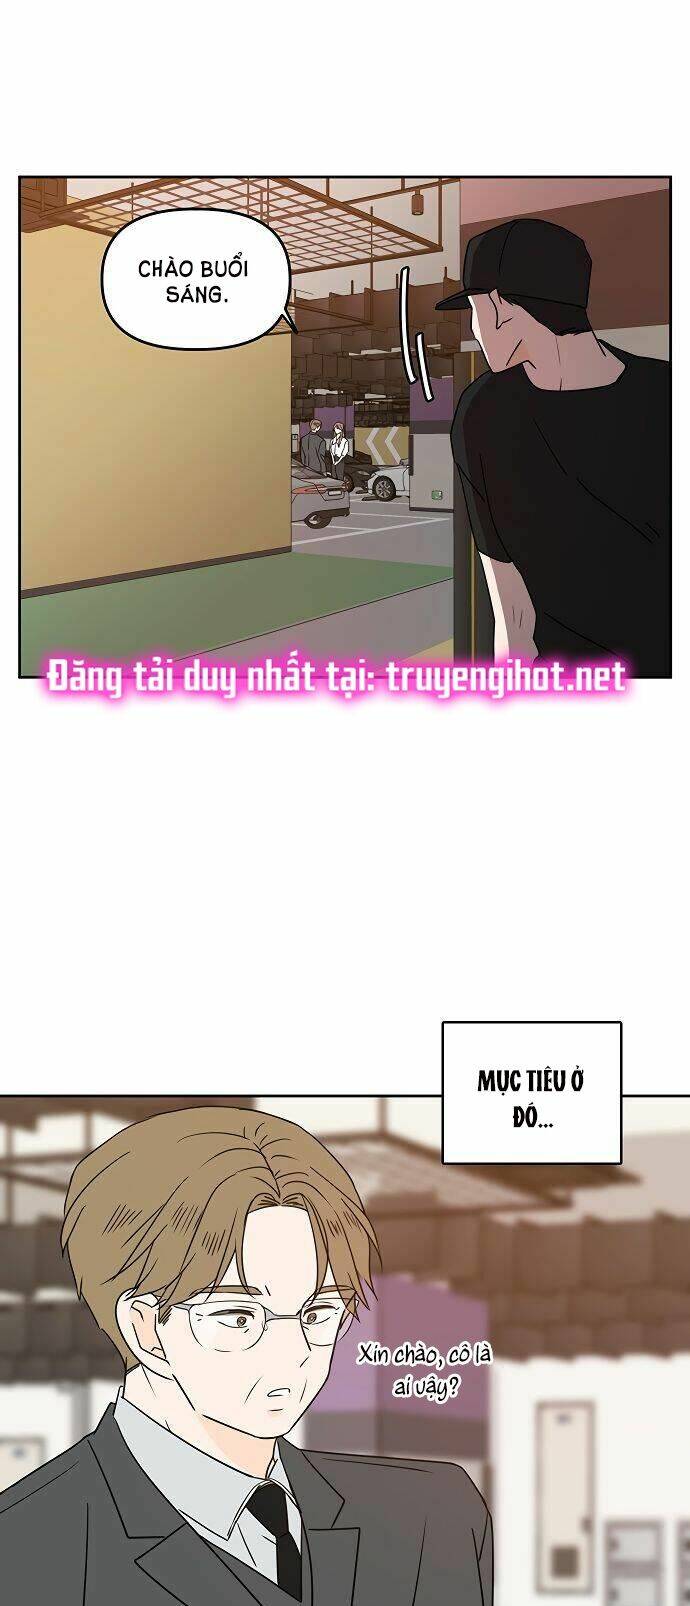 CHÀO BUỔI
SÁNG.
Đăng tải duy nhất tại: truyengihot.net
MỤC TIÊU Ở
ĐÓ...
Xin chào, cô là
ai vậy?